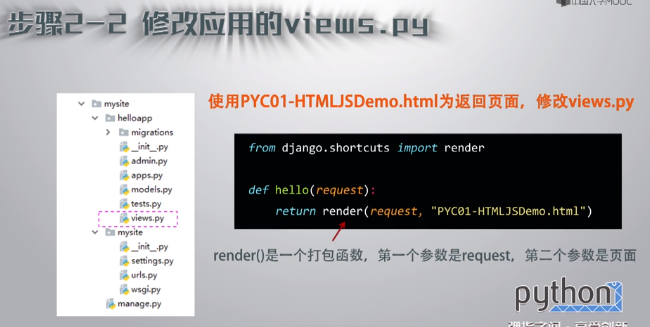 中国大学MOOC
步骤2-2 修改应用的views.py
使用PYC01-HTMLJSDemo.html为返回页面，修改views.py
mysite
helloapp
migrations
__init__.py
admin.py
apps.py
models.py
tests.py
views.py
mysite
__init__.py
settings.py
urls.py
wsgi.py
manage.py
from django.shortcuts import render
def hello(request):
return render(request, "PYC01-HTMLJSDemo.html")
render()是一个打包函数，第一个参数是request，第二个参数是页面
python